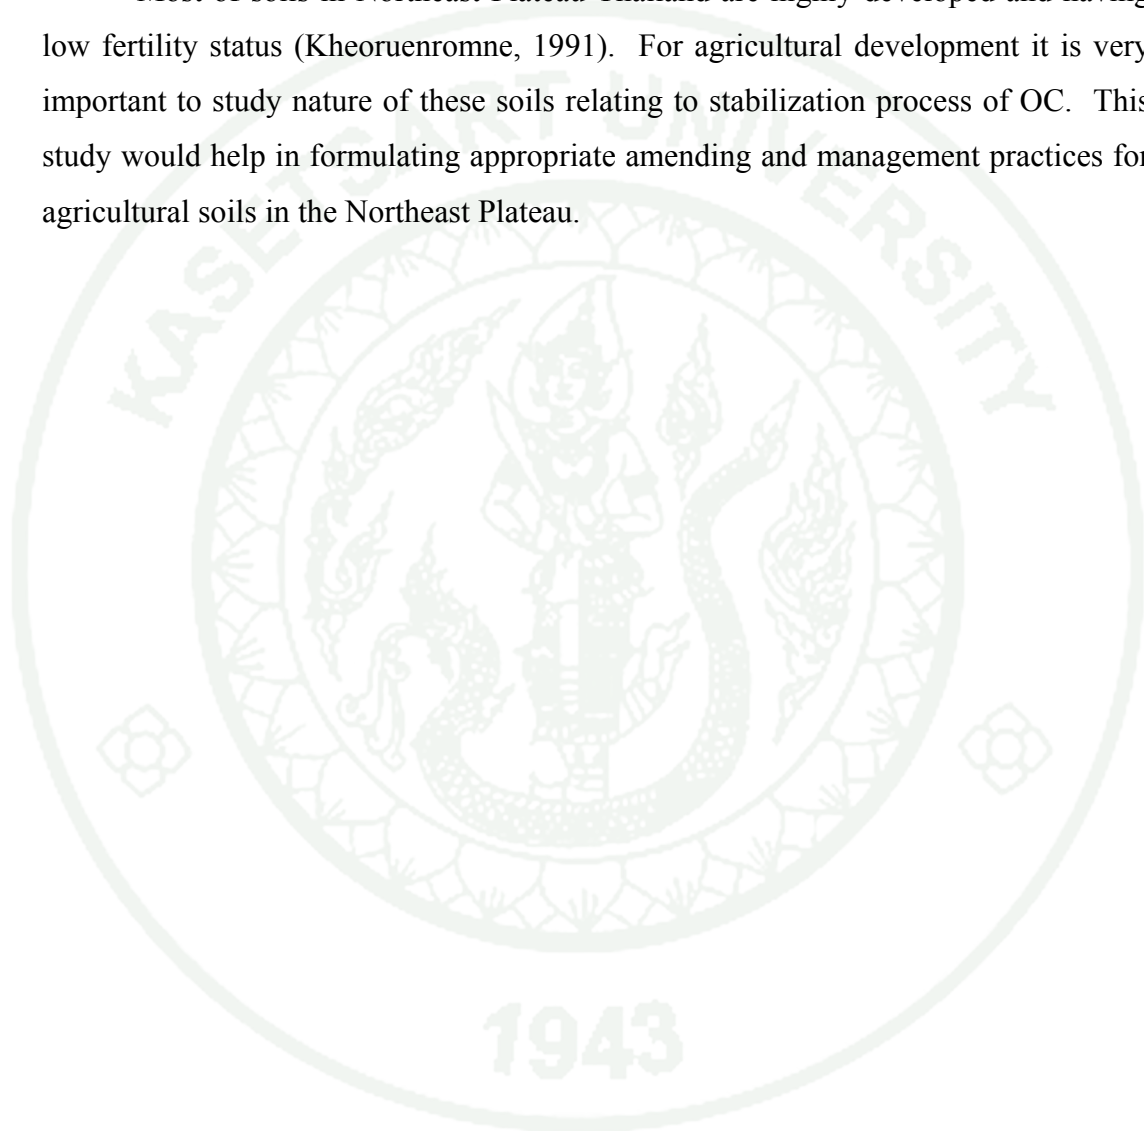 Most of soils in Northeast Plateau Thailand are highly developed and having
low fertility status (Kheoruenromne, 1991). For agricultural development it is very
important to study nature of these soils relating to stabilization process of OC. This
study would help in formulating appropriate amending and management practices for
agricultural soils in the Northeast Plateau.
KASETSART UNIVERSITY
1943